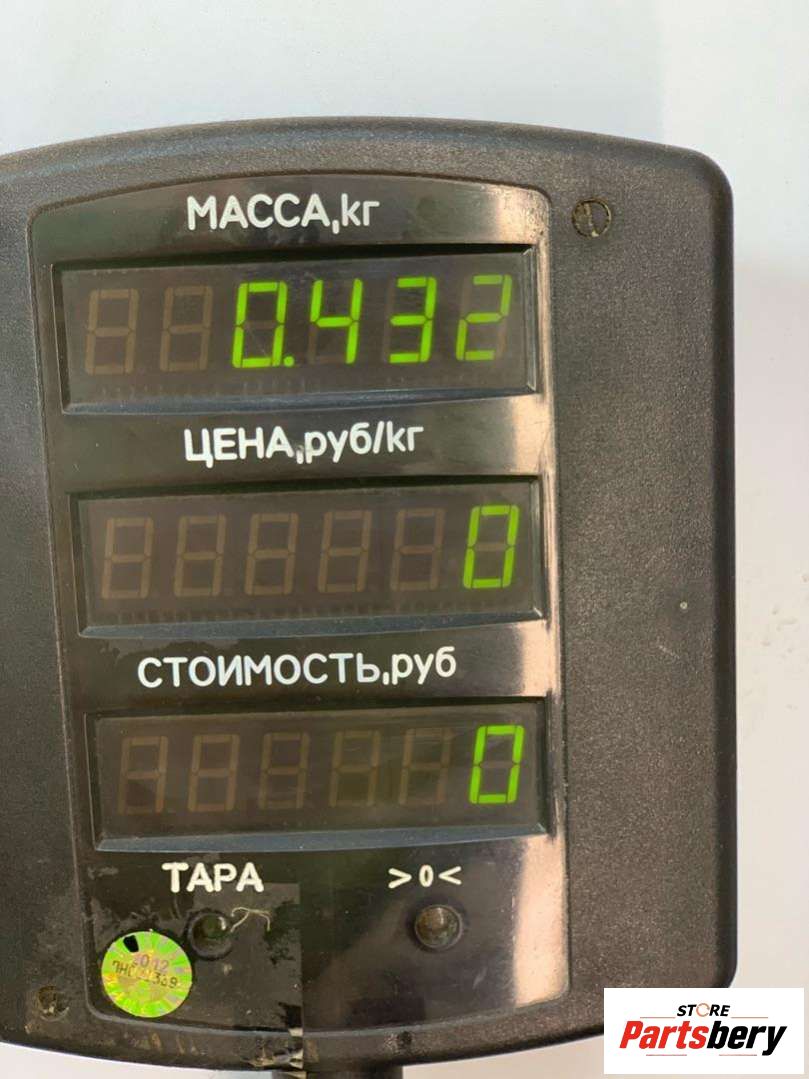 МАССА,кг
0.432
ЦЕНА,руб/кг
0
СТОИМОСТЬ,руб
0
ТАРА >0<
STORE
Partsbery